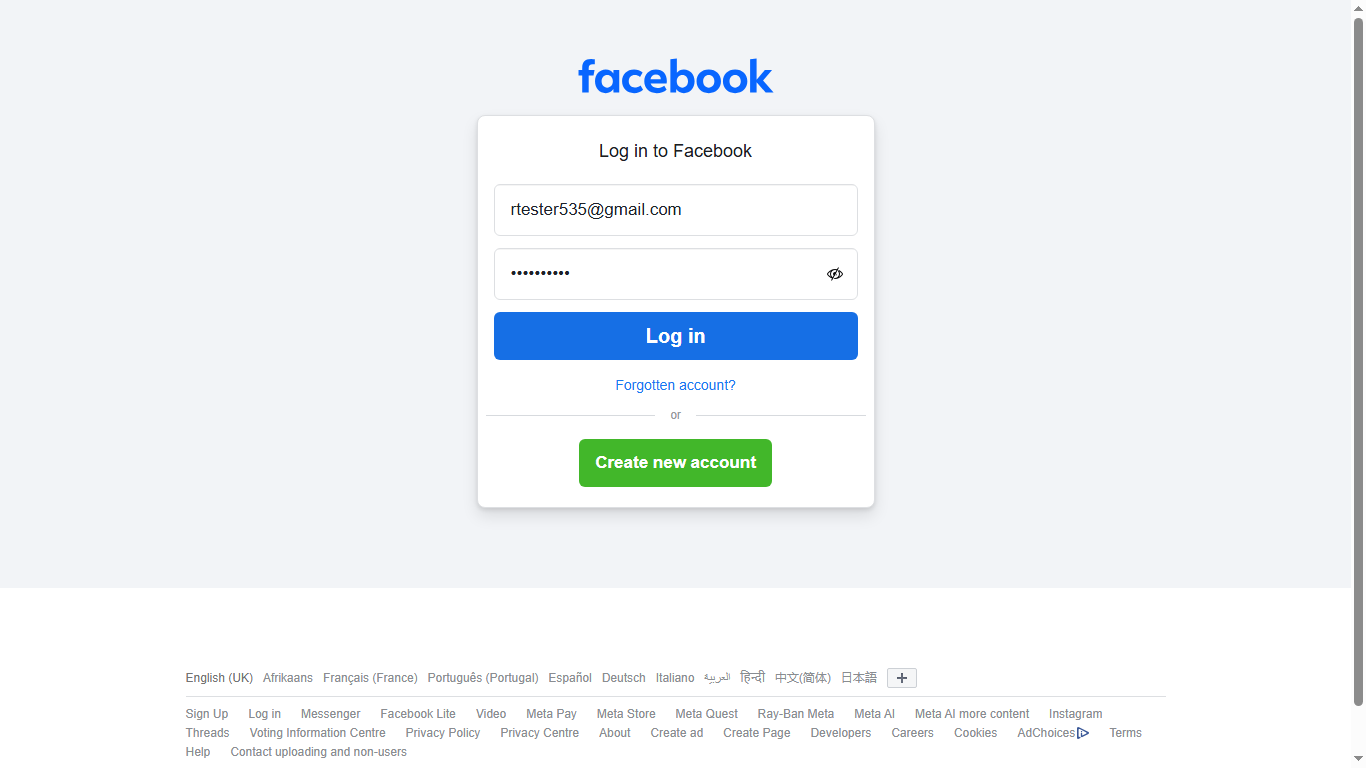 facebook
Log in to Facebook
rtester535@gmail.com
••••••••••
Log in
Forgotten account?
or
Create new account
English (UK) Afrikaans Français (France) Português (Portugal) Español Deutsch Italiano العربية हिन्दी 中文(简体) 日本語
Sign Up Log in Messenger Facebook Lite Video Meta Pay Meta Store Meta Quest Ray-Ban Meta Meta AI Meta AI more content Instagram
Threads Voting Information Centre Privacy Policy Privacy Centre About Create ad Create Page Developers Careers Cookies AdChoices Terms
Help Contact uploading and non-users